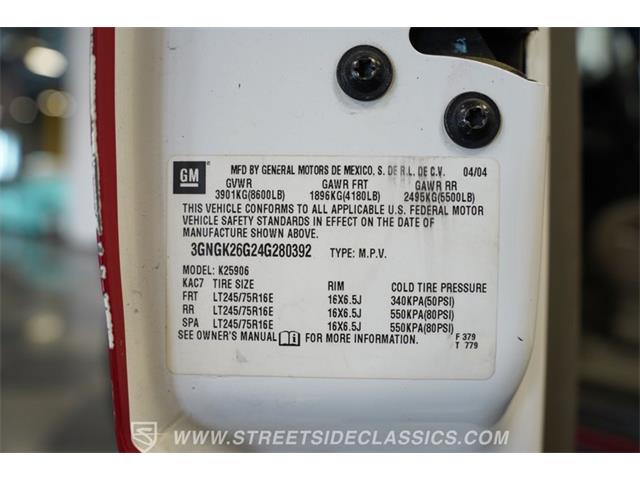 GM
MFD BY GENERAL MOTORS DE MEXICO, S. DE R.L. DE C.V. 04/04
GVWR GAWR FRT GAWR RR
3901KG(8600LB) 1896KG(4180LB) 2495KG(5500LB)
THIS VEHICLE CONFORMS TO ALL APPLICABLE U.S. FEDERAL MOTOR
VEHICLE SAFETY STANDARDS IN EFFECT ON THE DATE OF
MANUFACTURE SHOWN ABOVE.
3GNGK26G24G280392 TYPE: M.P.V.
MODEL: K25906
KAC7 TIRE SIZE RIM COLD TIRE PRESSURE
FRT LT245/75R16E 16X6.5J 340KPA(50PSI)
RR LT245/75R16E 16X6.5J 550KPA(80PSI)
SPA LT245/75R16E 16X6.5J 550KPA(80PSI)
SEE OWNER'S MANUAL FOR MORE INFORMATION.
F 379
T 779
WWW.STREETSIDECLASSICS.COM